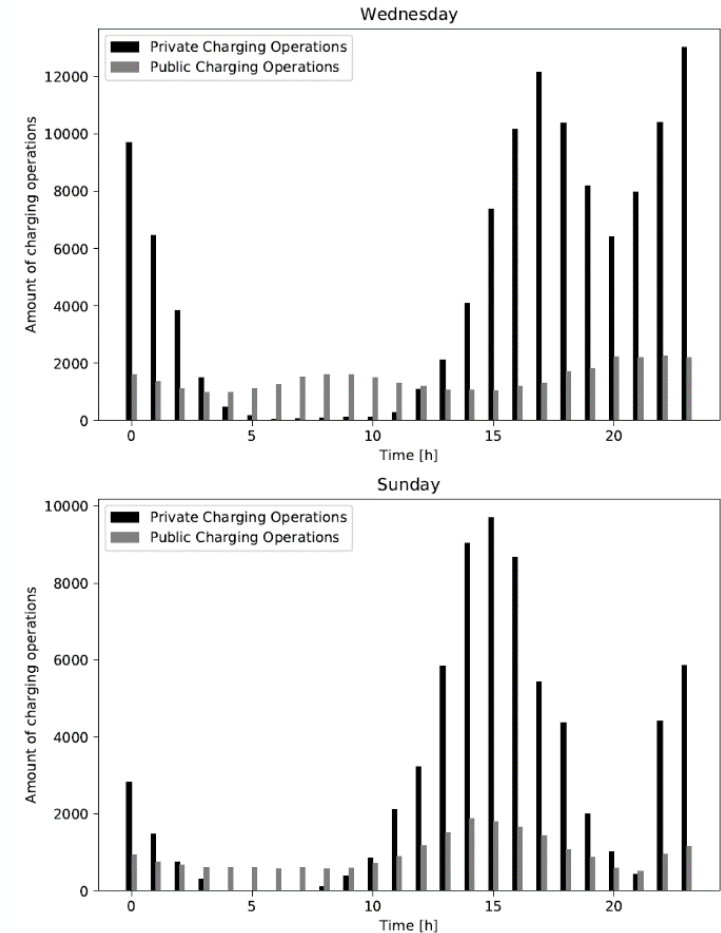 Wednesday
Private Charging Operations
Public Charging Operations
12000
10000
8000
6000
4000
2000
0
Amount of charging operations
0 5 10 15 20
Time [h]
Sunday
Private Charging Operations
Public Charging Operations
10000
8000
6000
4000
2000
0
Amount of charging operations
0 5 10 15 20
Time [h]